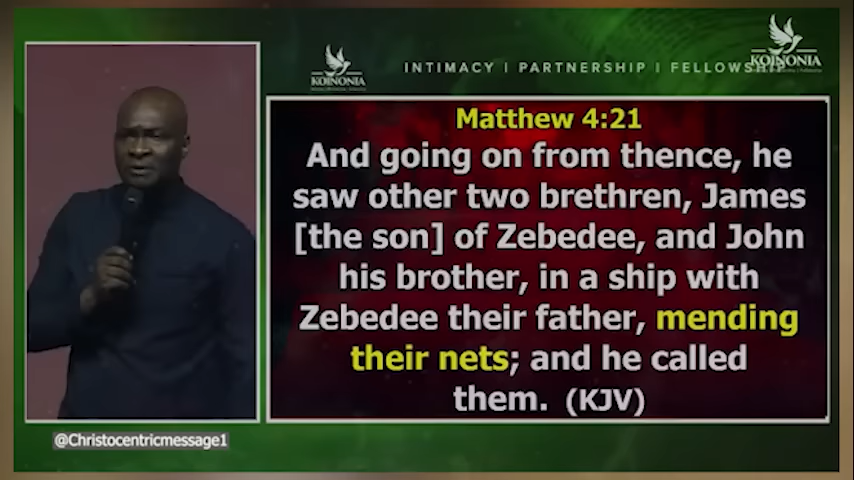 KOINONIA
INTIMACY | PARTNERSHIP | FELLOWSHIP
KOINONIA
Matthew 4:21
And going on from thence, he
saw other two brethren, James
[the son] of Zebedee, and John
his brother, in a ship with
Zebedee their father, mending
their nets; and he called
them. (KJV)
@Christocentricmessage1